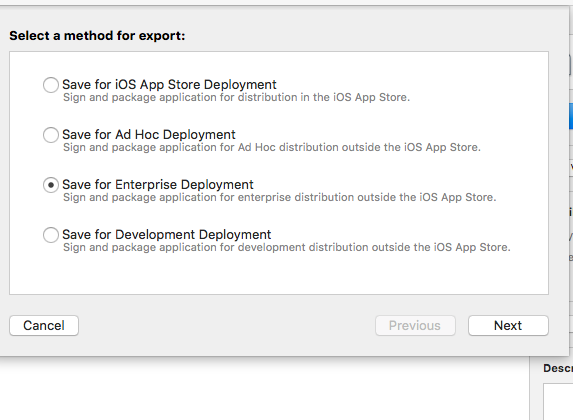 Select a method for export:
Save for iOS App Store Deployment
Sign and package application for distribution in the iOS App Store.
Save for Ad Hoc Deployment
Sign and package application for Ad Hoc distribution outside the iOS App Store.
Save for Enterprise Deployment
Sign and package application for enterprise distribution outside the iOS App Store.
Save for Development Deployment
Sign and package application for development distribution outside the iOS App Store.
Cancel
Previous
Next
Descr